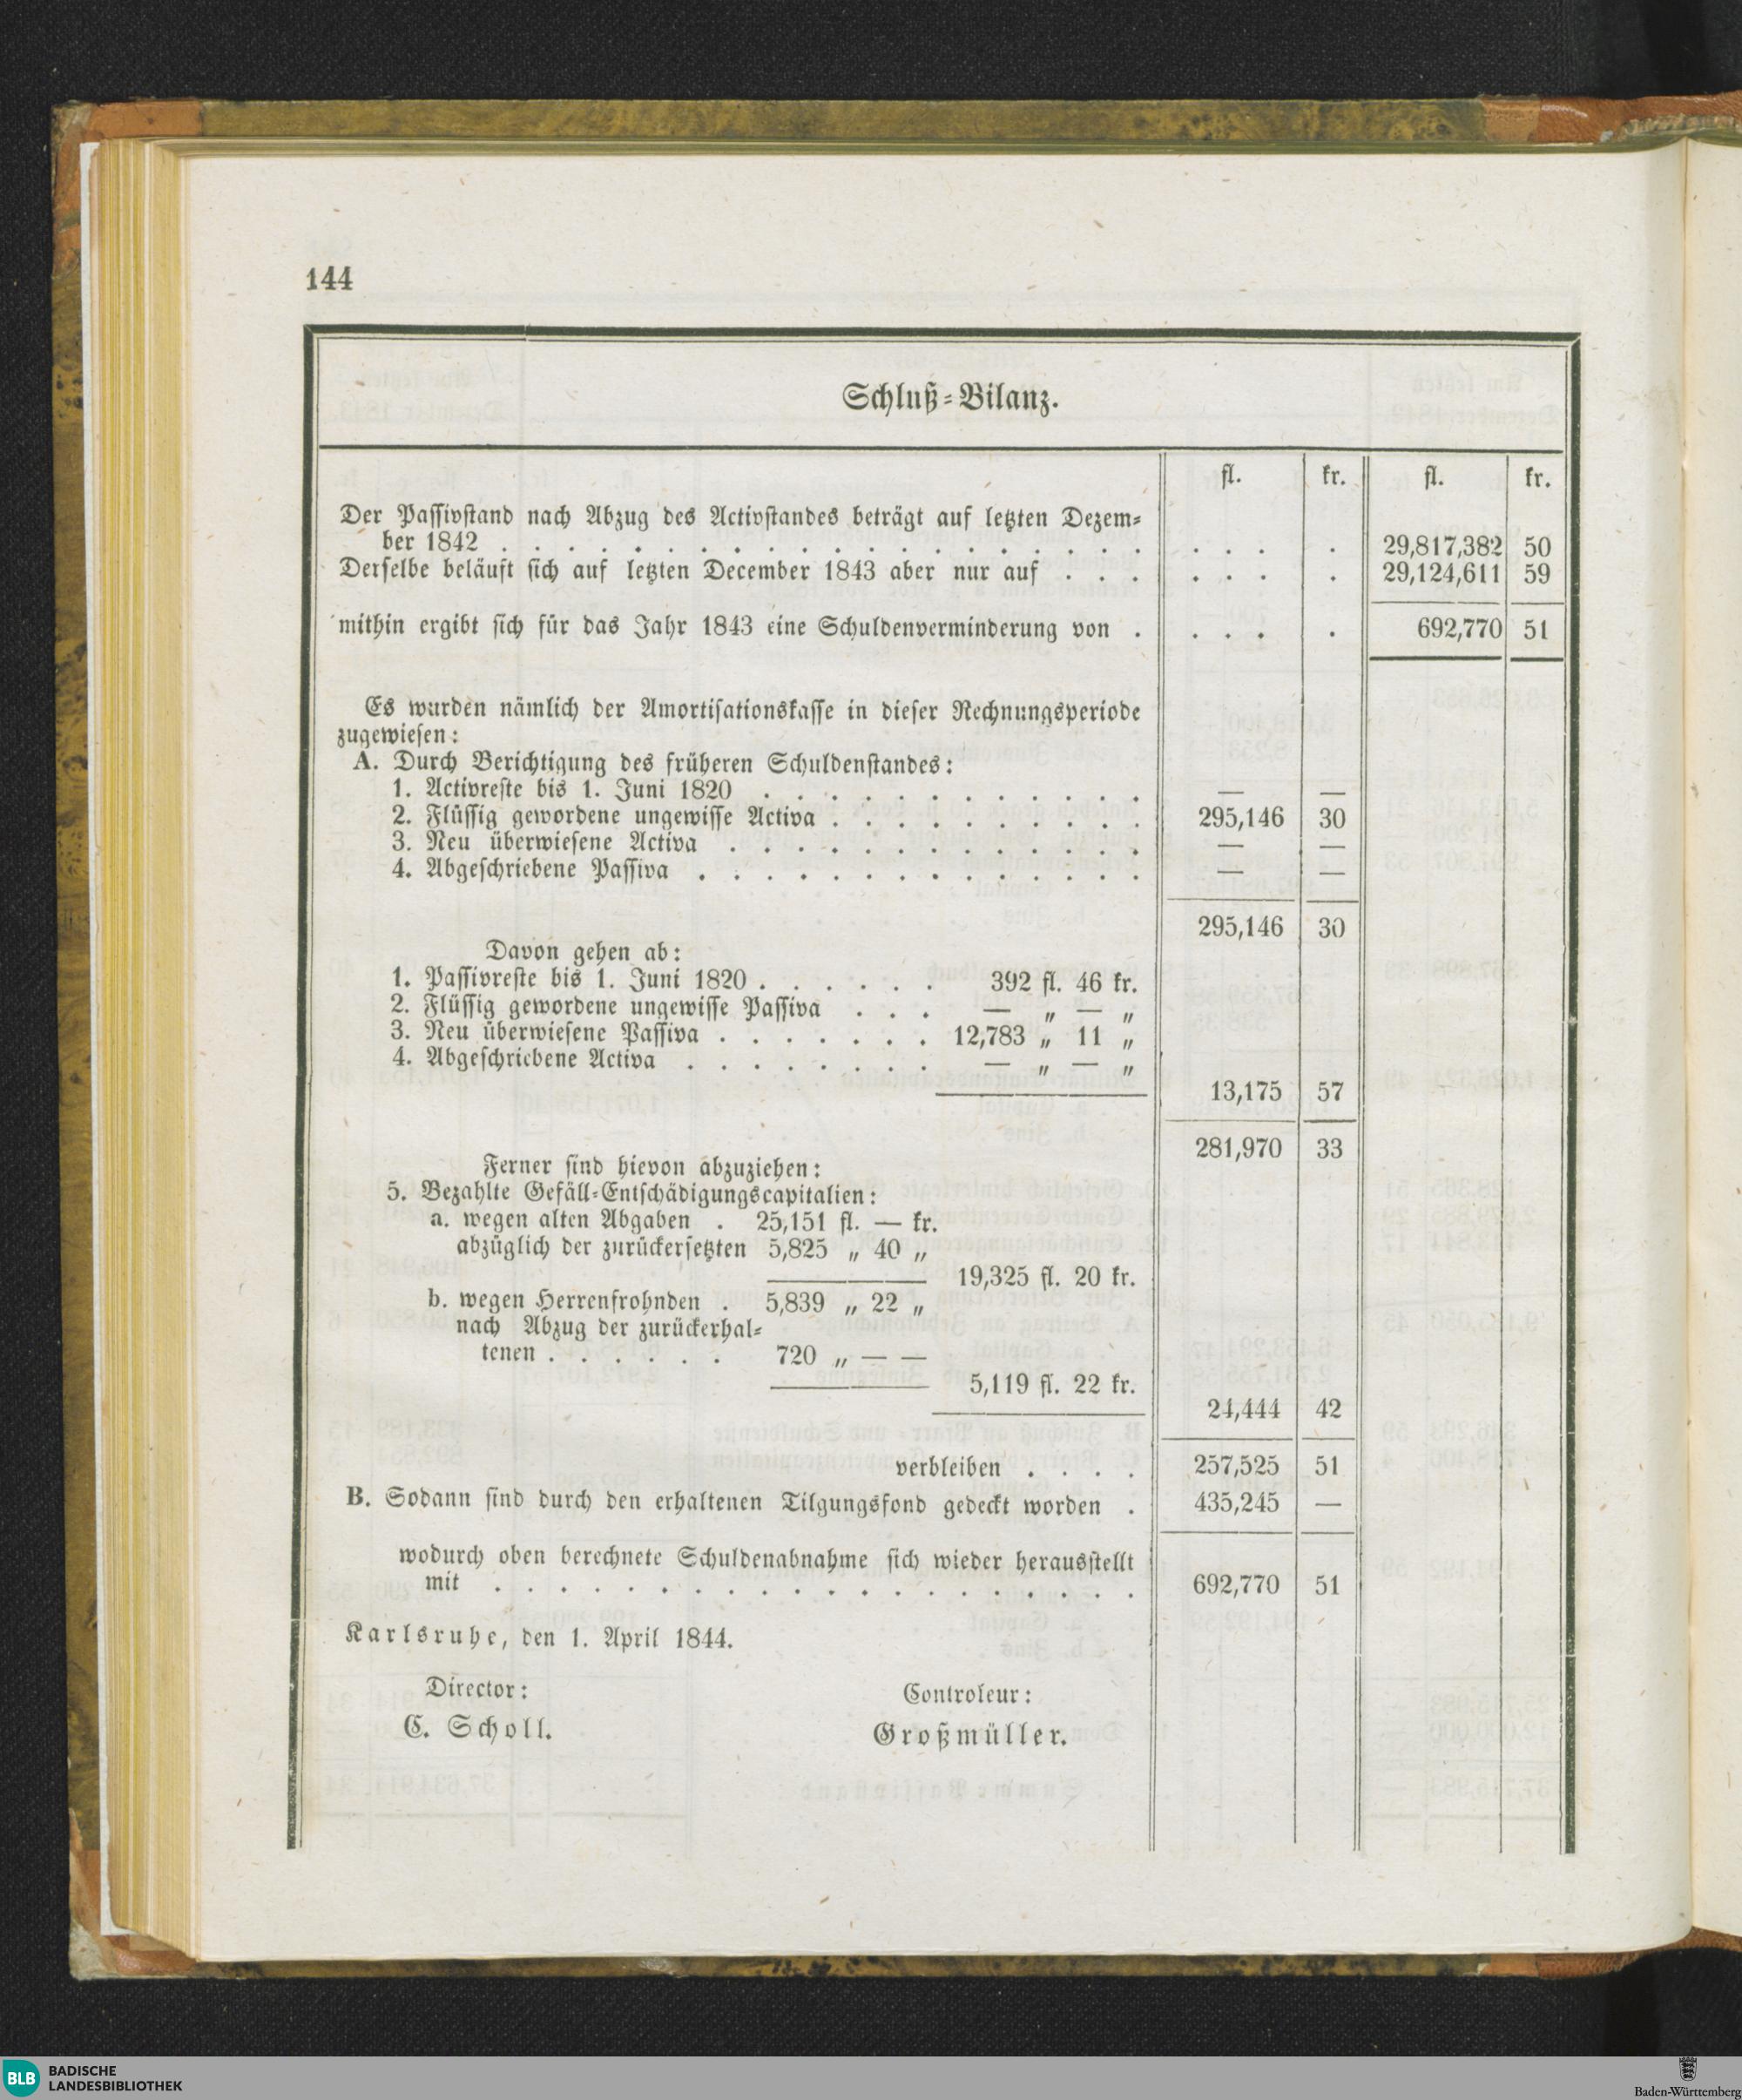 144
Schluß=Bilanz.
fl. kr. fl. kr.
Der Passivstand nach Abzug des Activstandes beträgt auf letzten Dezem=
ber 1842 . . . . . . . . . . . . . . . . . . . . . . . . 29,817,382 50
Derselbe beläuft sich auf letzten December 1843 aber nur auf . . . . . . . 29,124,611 59
mithin ergibt sich für das Jahr 1843 eine Schuldenverminderung von . . . . . 692,770 51
Es wurden nämlich der Amortisationskasse in dieser Rechnungsperiode
zugewiesen:
A. Durch Berichtigung des früheren Schuldenstandes:
1. Activreste bis 1. Juni 1820 . . . . . . . . . . . . — —
2. Flüssig gewordene ungewisse Activa . . . . . . . . . . 295,146 30
3. Neu überwiesene Activa . . . . . . . . . . . . . — —
4. Abgeschriebene Passiva . . . . . . . . . . . . . . — —
295,146 30
Davon gehen ab:
1. Passivreste bis 1. Juni 1820 . . . . . . 392 fl. 46 kr.
2. Flüssig gewordene ungewisse Passiva . . . — „ — „
3. Neu überwiesene Passiva . . . . . . . 12,783 „ 11 „
4. Abgeschriebene Activa . . . . . . . . — „ — „
13,175 57
281,970 33
Ferner sind hievon abzuziehen:
5. Bezahlte Gefäll=Entschädigungscapitalien:
a. wegen alten Abgaben . 25,151 fl. — kr.
abzüglich der zurückersetzten 5,825 „ 40 „
19,325 fl. 20 kr.
b. wegen Herrenfrohnden . 5,839 „ 22 „
nach Abzug der zurückerhal=
tenen . . . . . . 720 „ — —
5,119 fl. 22 kr.
24,444 42
verbleiben . . . . 257,525 51
B. Sodann sind durch den erhaltenen Tilgungsfond gedeckt worden . 435,245 —
wodurch oben berechnete Schuldenabnahme sich wieder herausstellt
mit . . . . . . . . . . . . . . . . . . . . 692,770 51
Karlsruhe, den 1. April 1844.
Director: Controleur:
C. Scholl. Großmüller.
BLB BADISCHE
LANDESBIBLIOTHEK
Baden-Württemberg